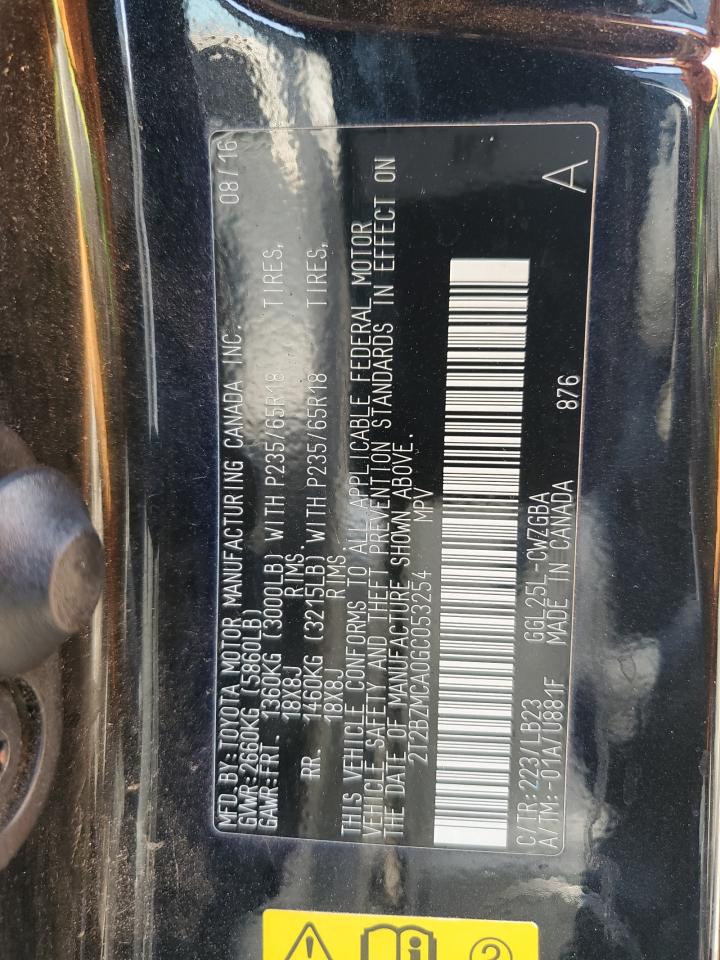 MFD.BY:TOYOTA MOTOR MANUFACTURING CANADA INC. 08/16
GVWR:2660KG (5860LB)
GAWR:FRT. 1360KG (3000LB) WITH P235/65R18 TIRES,
18X8J RIMS.
RR. 1460KG (3215LB) WITH P235/65R18 TIRES,
18X8J RIMS.
THIS VEHICLE CONFORMS TO ALL APPLICABLE FEDERAL MOTOR
VEHICLE SAFETY AND THEFT PREVENTION STANDARDS IN EFFECT ON
THE DATE OF MANUFACTURE SHOWN ABOVE.
2T2BZMCA0GC053254 MPV
C/TR:223/LB23 GGL25L-CWZGBA 876 A
A/TM:-01A/U881F MADE IN CANADA